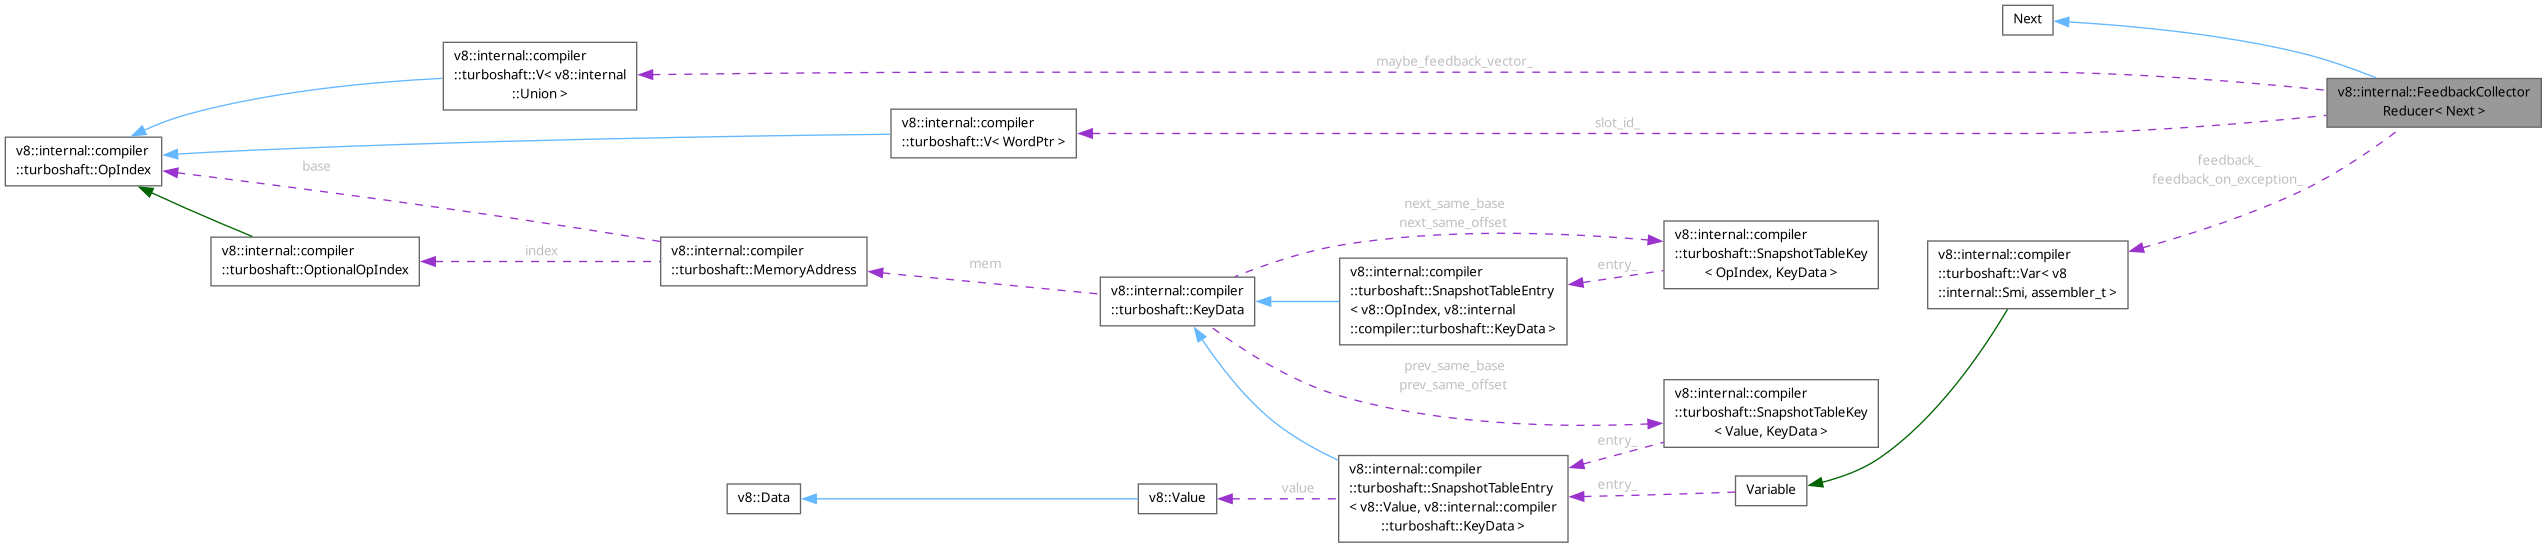 Next
v8::internal::compiler
::turboshaft::V< v8::internal
::Union >
maybe_feedback_vector_
v8::internal::FeedbackCollector
Reducer< Next >
v8::internal::compiler
::turboshaft::V< WordPtr >
slot_id_
v8::internal::compiler
::turboshaft::OpIndex
base
feedback_
feedback_on_exception_
next_same_base
next_same_offset
v8::internal::compiler
::turboshaft::OptionalOpIndex
index
v8::internal::compiler
::turboshaft::MemoryAddress
mem
v8::internal::compiler
::turboshaft::KeyData
v8::internal::compiler
::turboshaft::SnapshotTableEntry
< v8::OpIndex, v8::internal
::compiler::turboshaft::KeyData >
entry_
v8::internal::compiler
::turboshaft::SnapshotTableKey
< OpIndex, KeyData >
v8::internal::compiler
::turboshaft::Var< v8
::internal::Smi, assembler_t >
prev_same_base
prev_same_offset
v8::internal::compiler
::turboshaft::SnapshotTableKey
< Value, KeyData >
entry_
v8::Data
v8::Value
value
v8::internal::compiler
::turboshaft::SnapshotTableEntry
< v8::Value, v8::internal::compiler
::turboshaft::KeyData >
entry_
Variable